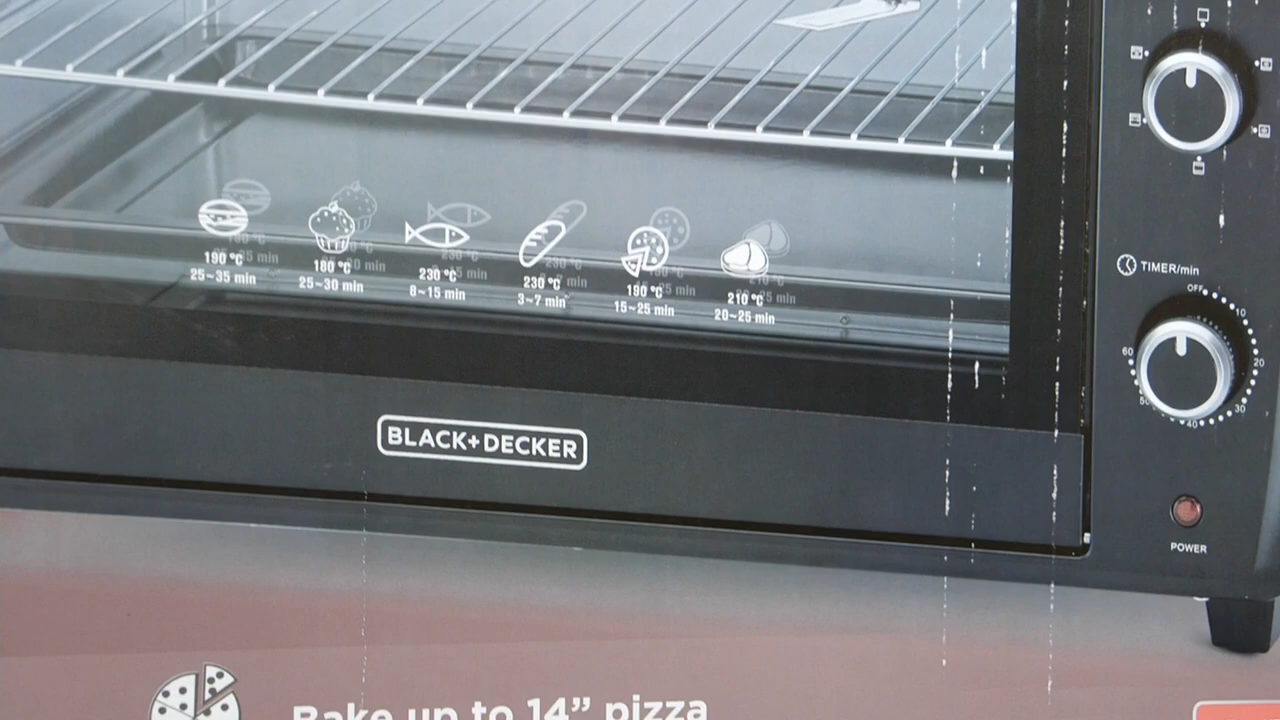 190 °C
25~35 min
180 °C
25~30 min
230 °C
8~15 min
230 °C
3~7 min
190 °C
15~25 min
210 °C
20~25 min
TIMER/min
OFF
10
20
30
40
50
60
BLACK+DECKER
POWER
Bake up to 14” pizza